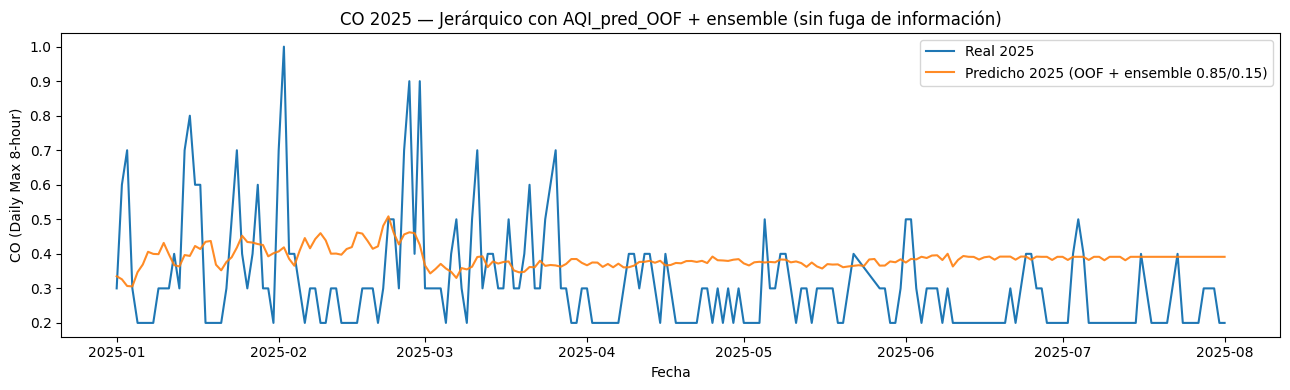 CO 2025 — Jerárquico con AQI_pred_OOF + ensemble (sin fuga de información)
Real 2025
Predicho 2025 (OOF + ensemble 0.85/0.15)
CO (Daily Max 8-hour)
1.0
0.9
0.8
0.7
0.6
0.5
0.4
0.3
0.2
2025-01 2025-02 2025-03 2025-04 2025-05 2025-06 2025-07 2025-08
Fecha